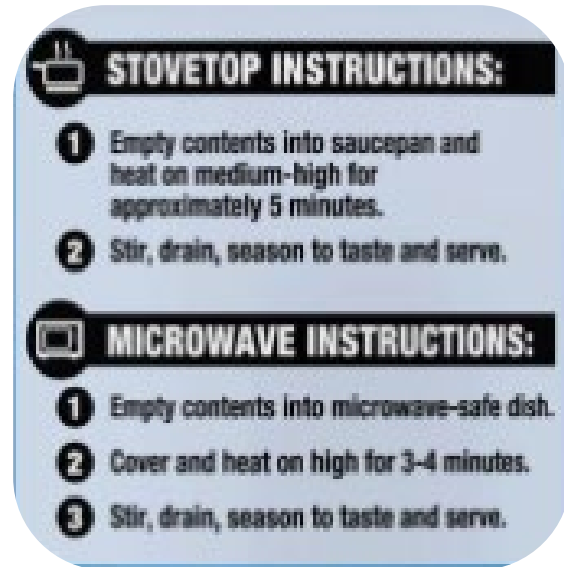 STOVETOP INSTRUCTIONS:
1 Empty contents into saucepan and
heat on medium-high for
approximately 5 minutes.
2 Stir, drain, season to taste and serve.
MICROWAVE INSTRUCTIONS:
1 Empty contents into microwave-safe dish.
2 Cover and heat on high for 3-4 minutes.
3 Stir, drain, season to taste and serve.